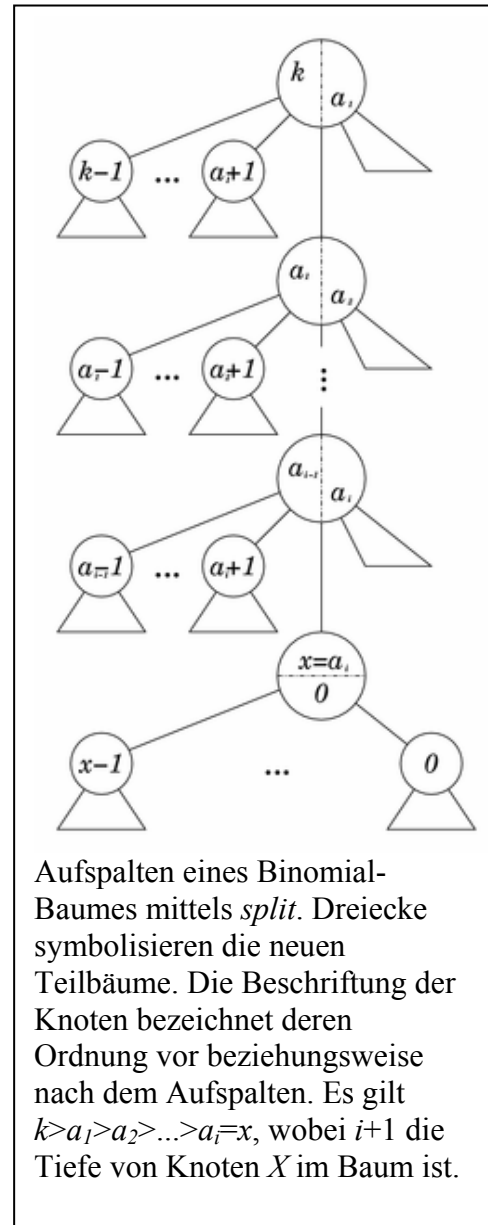 k
a₁
k−1 ... a₁+1
a₁
a₂
a₁−1 ... a₂+1
⋮
aᵢ₋₁
aᵢ
aᵢ₋₁−1 ... aᵢ+1
x=aᵢ
0
x−1 ... 0
Aufspalten eines Binomial-
Baumes mittels split. Dreiecke
symbolisieren die neuen
Teilbäume. Die Beschriftung der
Knoten bezeichnet deren
Ordnung vor beziehungsweise
nach dem Aufspalten. Es gilt
k>a₁>a₂>...>aᵢ=x, wobei i+1 die
Tiefe von Knoten X im Baum ist.